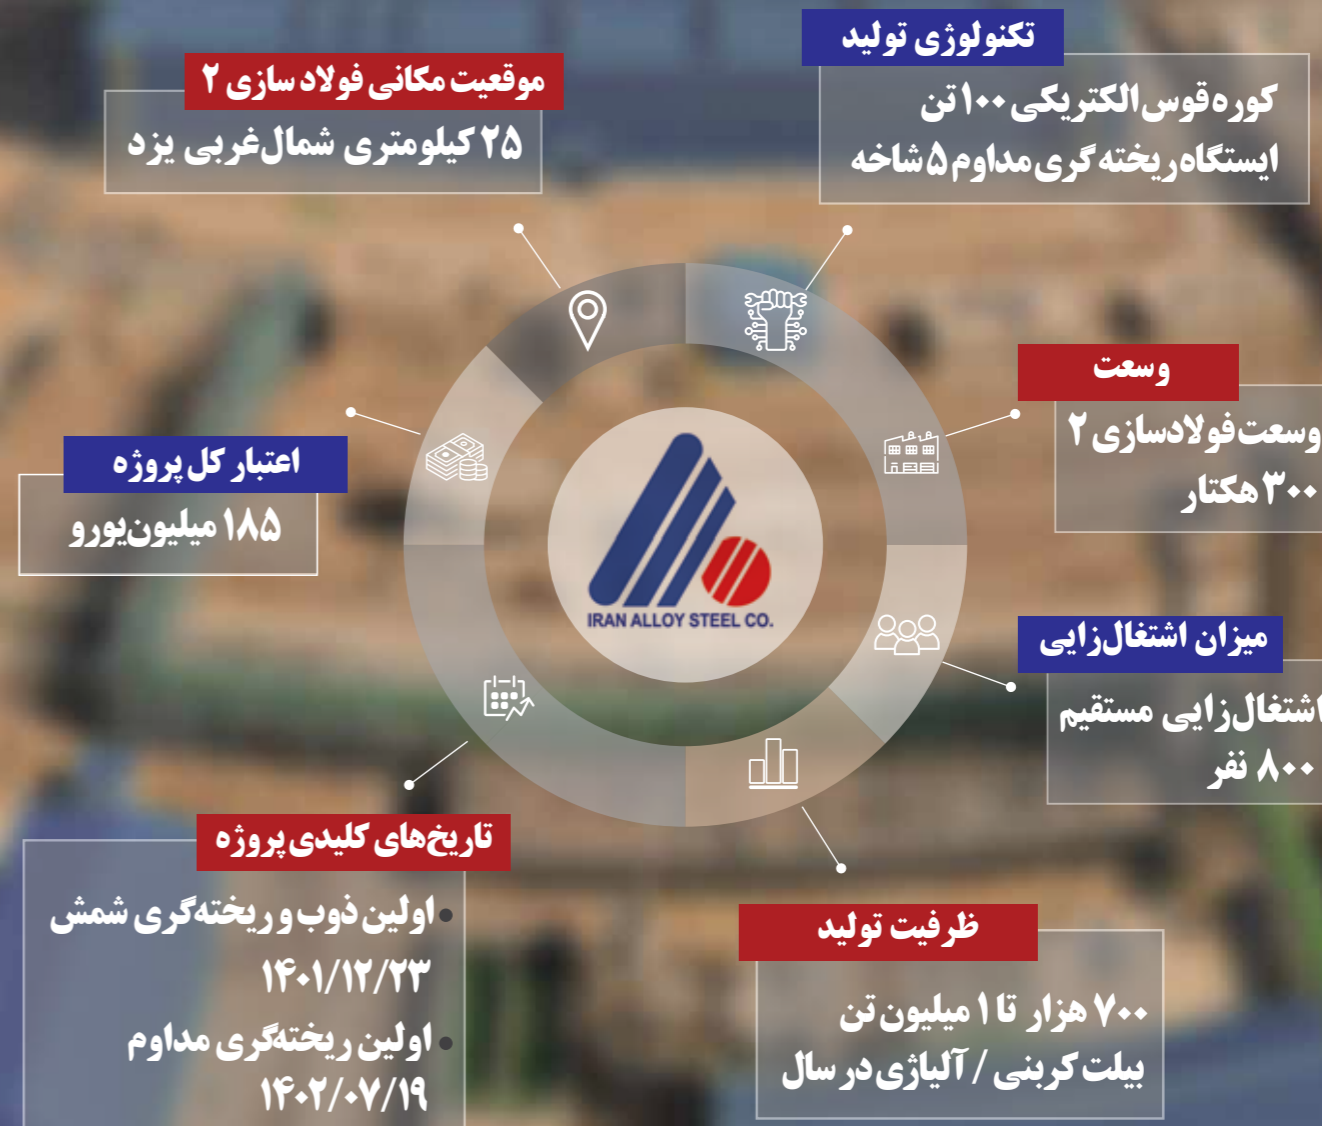 تکنولوژی تولید
کوره قوس الکتریکی ۱۰۰ تن
ایستگاه ریخته گری مداوم ۵ شاخه
موقعیت مکانی فولاد سازی ۲
۲۵ کیلومتری شمال‌غربی یزد
وسعت
وسعت فولادسازی ۲
۳۰۰ هکتار
اعتبار کل پروژه
۱۸۵ میلیون‌یورو
IRAN ALLOY STEEL CO.
میزان اشتغال‌زایی
اشتغال‌زایی مستقیم
۸۰۰ نفر
تاریخ‌های کلیدی پروژه
• اولین ذوب و ریخته‌گری شمش
۱۴۰۱/۱۲/۲۳
• اولین ریخته‌گری مداوم
۱۴۰۲/۰۷/۱۹
ظرفیت تولید
۷۰۰ هزار تا ۱ میلیون تن
بیلت کربنی / آلیاژی در سال